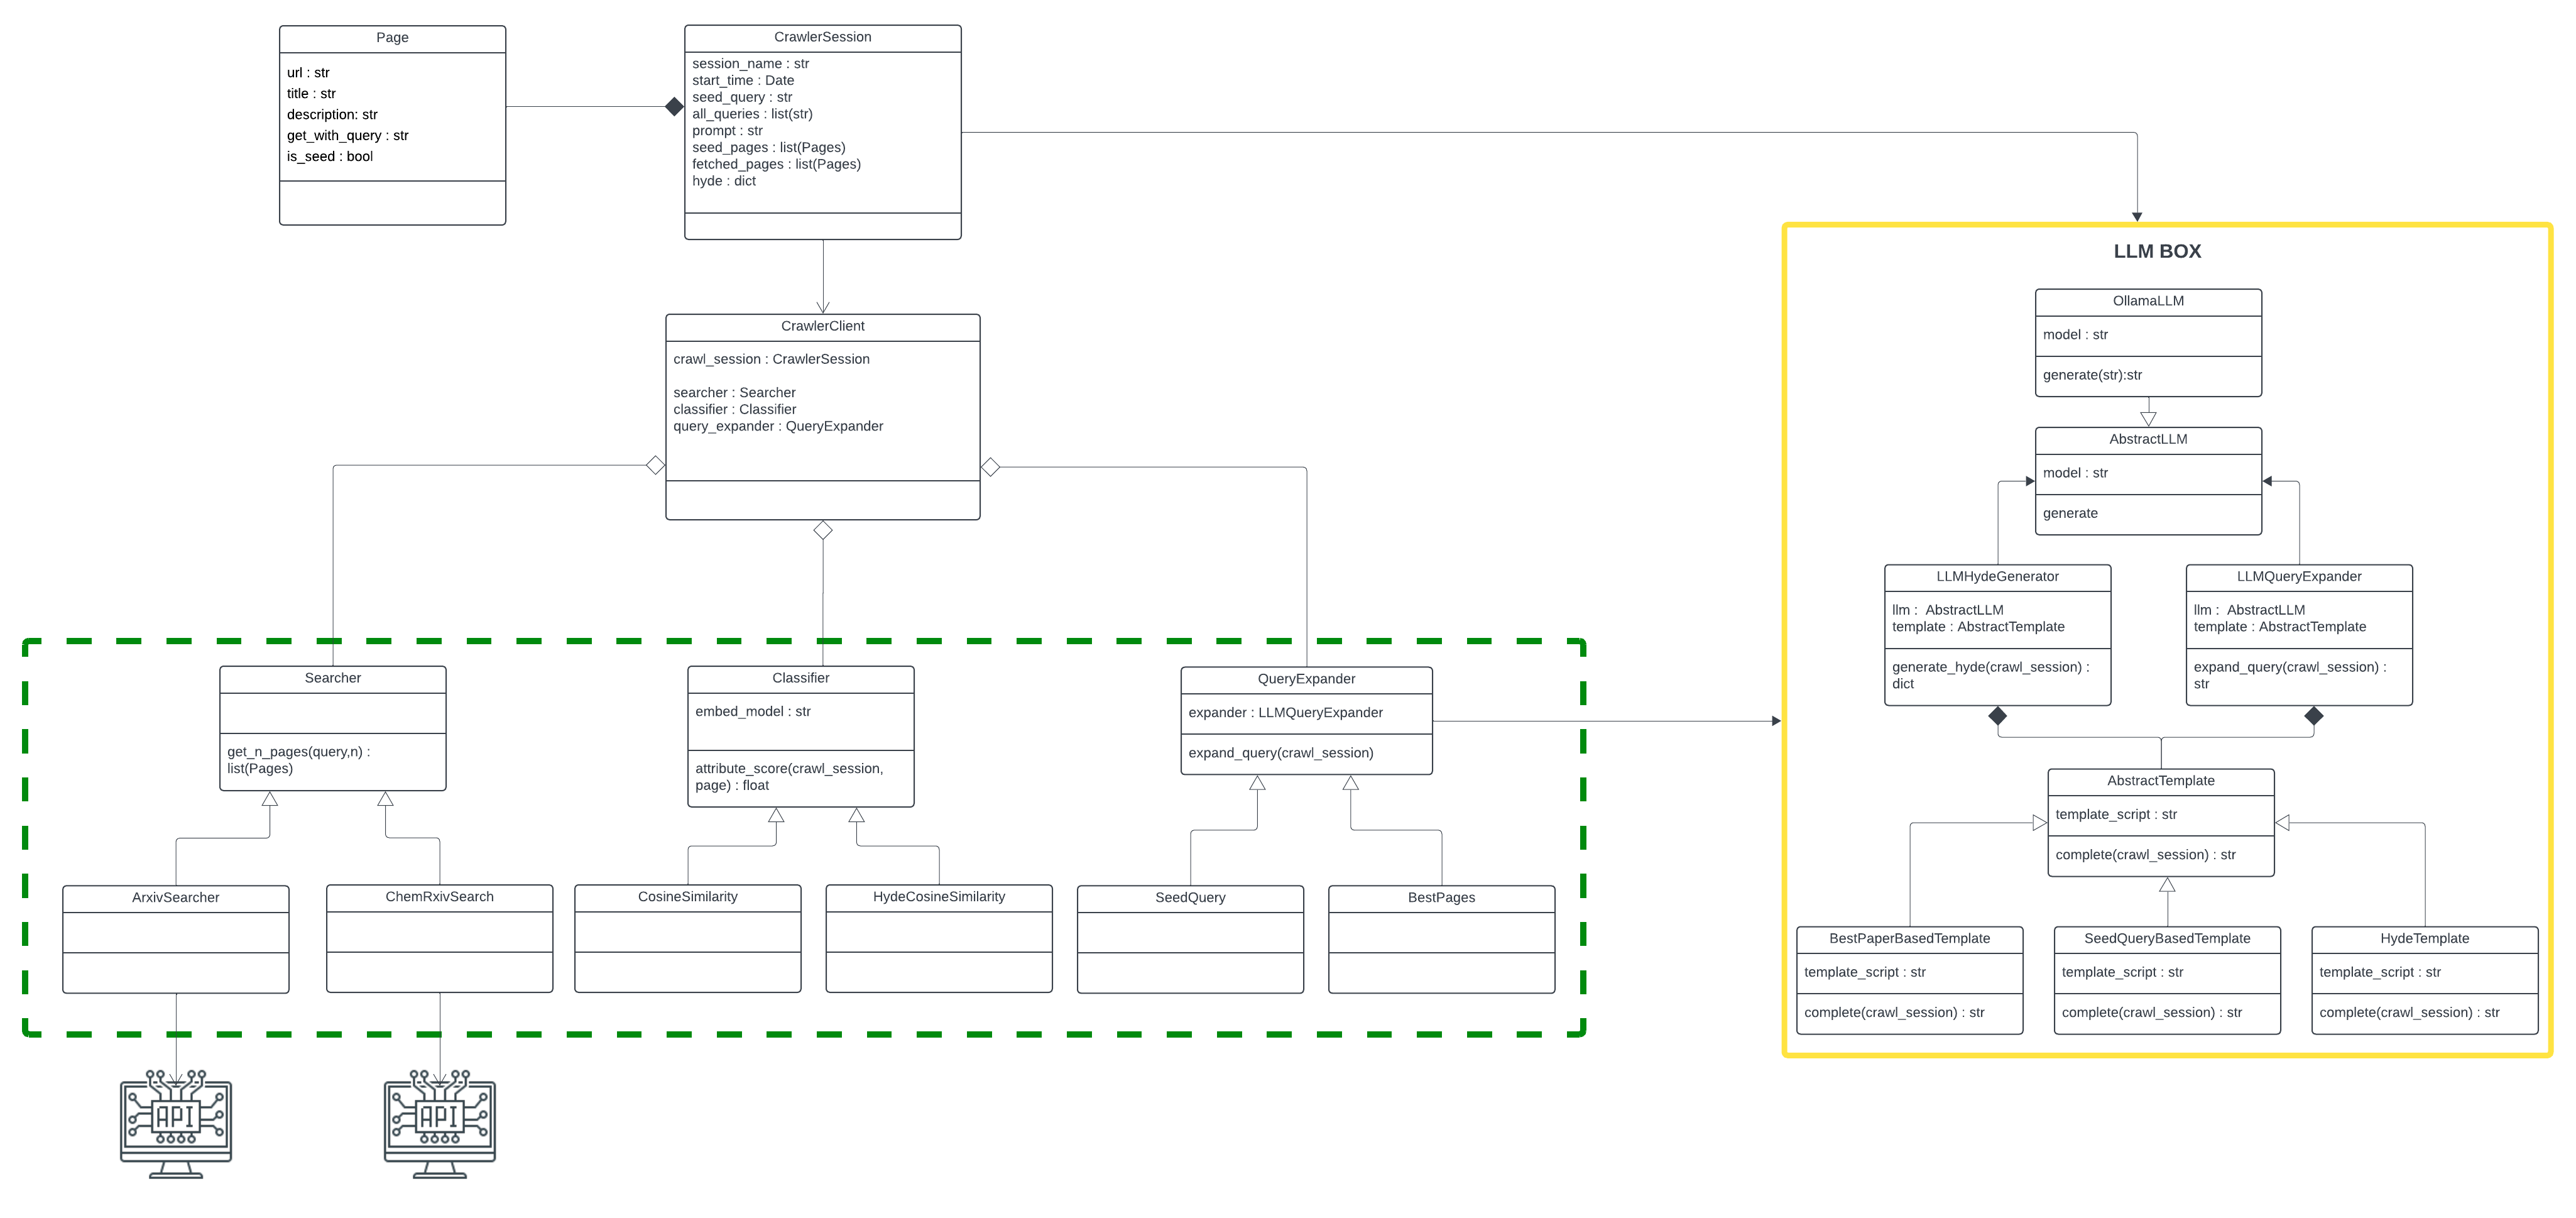 Page
url : str
title : str
description: str
get_with_query : str
is_seed : bool
CrawlerSession
session_name : str
start_time : Date
seed_query : str
all_queries : list(str)
prompt : str
seed_pages : list(Pages)
fetched_pages : list(Pages)
hyde : dict
CrawlerClient
crawl_session : CrawlerSession
searcher : Searcher
classifier : Classifier
query_expander : QueryExpander
Searcher
get_n_pages(query,n) :
list(Pages)
Classifier
embed_model : str
attribute_score(crawl_session,
page) : float
QueryExpander
expander : LLMQueryExpander
expand_query(crawl_session)
ArxivSearcher
ChemRxivSearch
CosineSimilarity
HydeCosineSimilarity
SeedQuery
BestPages
API
API
LLM BOX
OllamaLLM
model : str
generate(str):str
AbstractLLM
model : str
generate
LLMHydeGenerator
llm :  AbstractLLM
template : AbstractTemplate
generate_hyde(crawl_session) :
dict
LLMQueryExpander
llm :  AbstractLLM
template : AbstractTemplate
expand_query(crawl_session) :
str
AbstractTemplate
template_script : str
complete(crawl_session) : str
BestPaperBasedTemplate
template_script : str
complete(crawl_session) : str
SeedQueryBasedTemplate
template_script : str
complete(crawl_session) : str
HydeTemplate
template_script : str
complete(crawl_session) : str